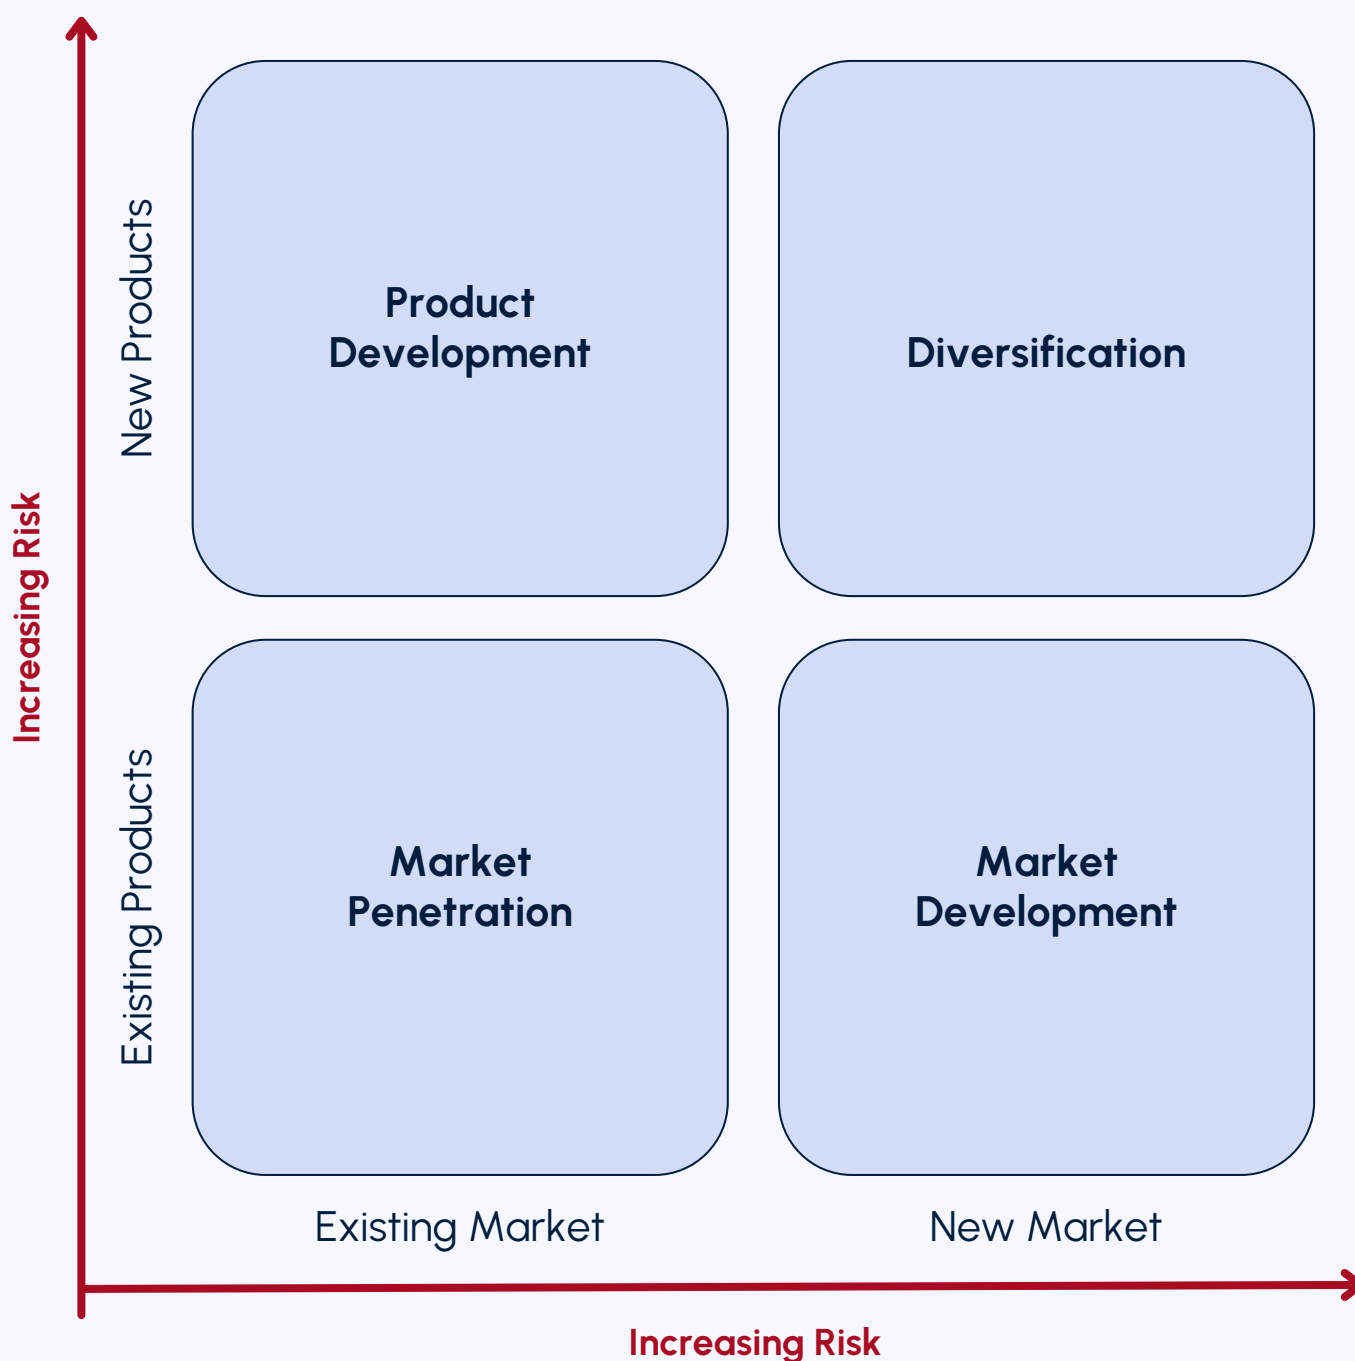 New Products
Product
Development
Diversification
Increasing Risk
Existing Products
Market
Penetration
Market
Development
Existing Market
New Market
Increasing Risk